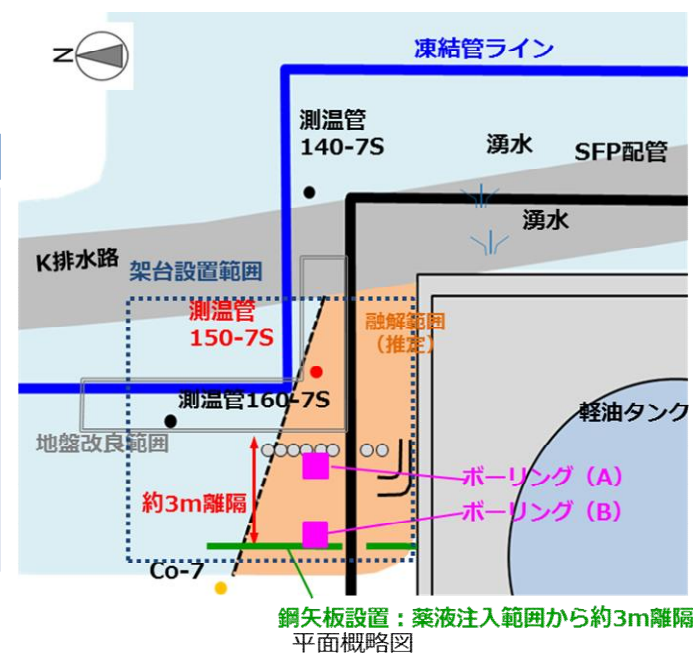 N
凍結管ライン
測温管
140-7S
湧水
SFP配管
湧水
K排水路
架台設置範囲
測温管
150-7S
融解範囲
（推定）
測温管160-7S
軽油タンク
地盤改良範囲
ボーリング（A）
約3m離隔
ボーリング（B）
Co-7
鋼矢板設置：薬液注入範囲から約3m離隔
平面概略図